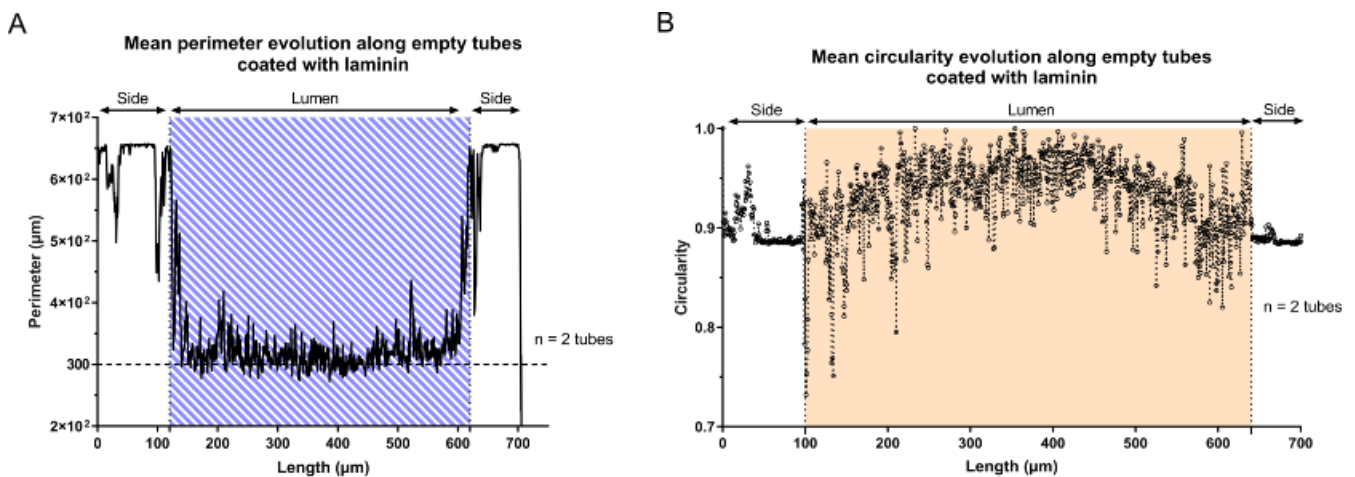 A
Mean perimeter evolution along empty tubes
coated with laminin
Side
Lumen
Side
7×10²
6×10²
5×10²
4×10²
300
2×10²
Perimeter (µm)
n = 2 tubes
0 100 200 300 400 500 600 700
Length (µm)
B
Mean circularity evolution along empty tubes
coated with laminin
Side
Lumen
Side
1.0
0.9
0.8
0.7
Circularity
n = 2 tubes
0 100 200 300 400 500 600 700
Length (µm)